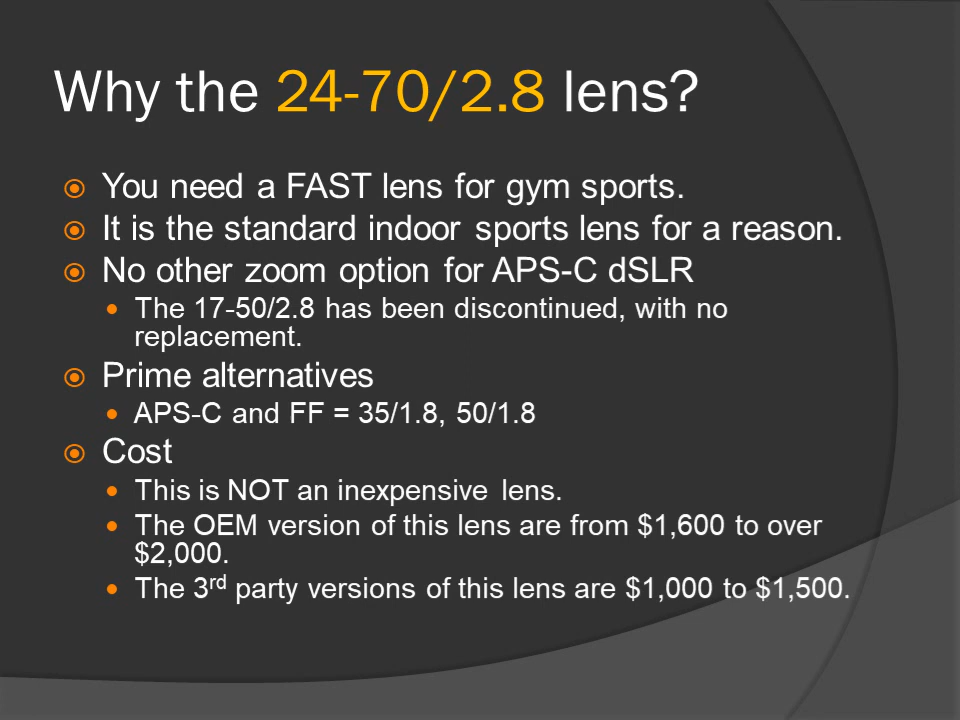 Why the 24-70/2.8 lens?
You need a FAST lens for gym sports.
It is the standard indoor sports lens for a reason.
No other zoom option for APS-C dSLR
The 17-50/2.8 has been discontinued, with no
replacement.
Prime alternatives
APS-C and FF = 35/1.8, 50/1.8
Cost
This is NOT an inexpensive lens.
The OEM version of this lens are from $1,600 to over
$2,000.
The 3rd party versions of this lens are $1,000 to $1,500.